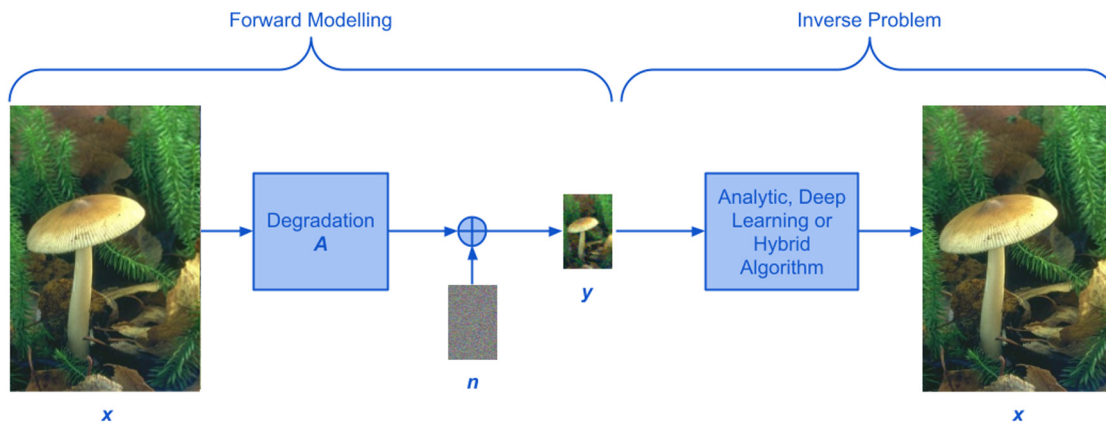 Forward Modelling
Inverse Problem
Degradation
A
Analytic, Deep
Learning or
Hybrid
Algorithm
y
n
x
x